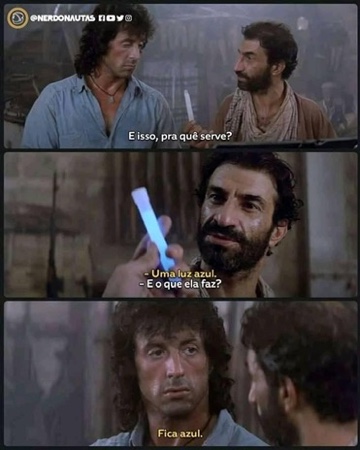 @NERDONAUTAS
E isso, pra quê serve?
- Uma luz azul.
- E o que ela faz?
Fica azul.